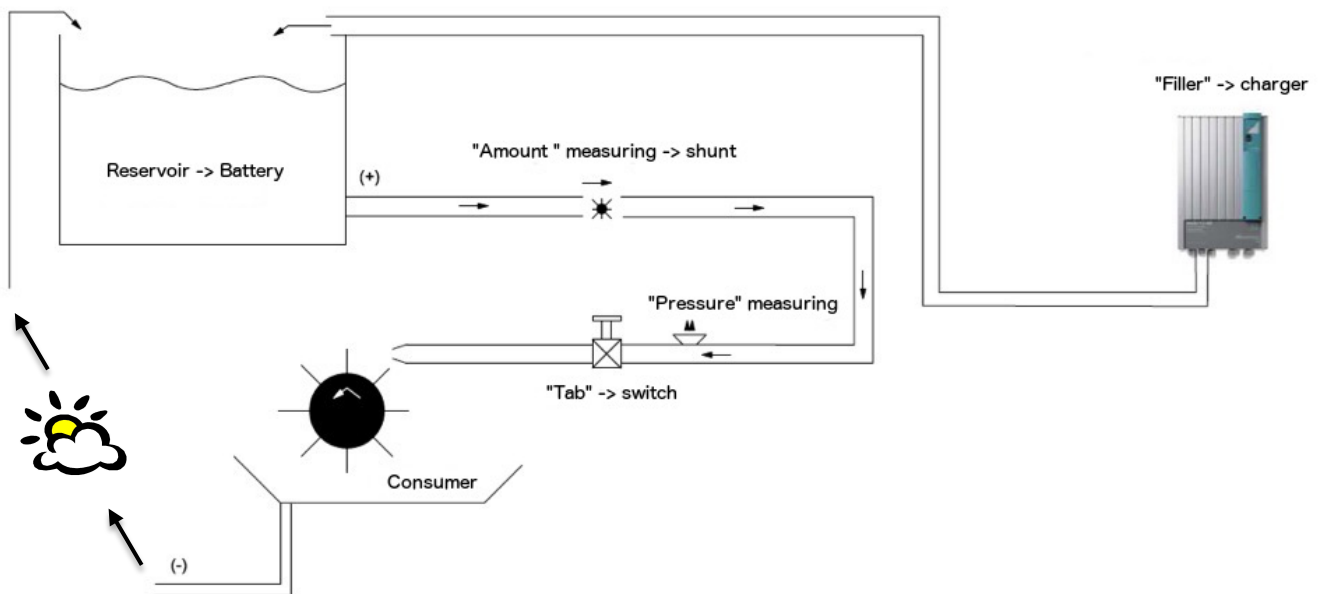 "Filler" -> charger
"Amount " measuring -> shunt
Reservoir -> Battery
(+)
"Pressure" measuring
"Tab" -> switch
Consumer
(-)